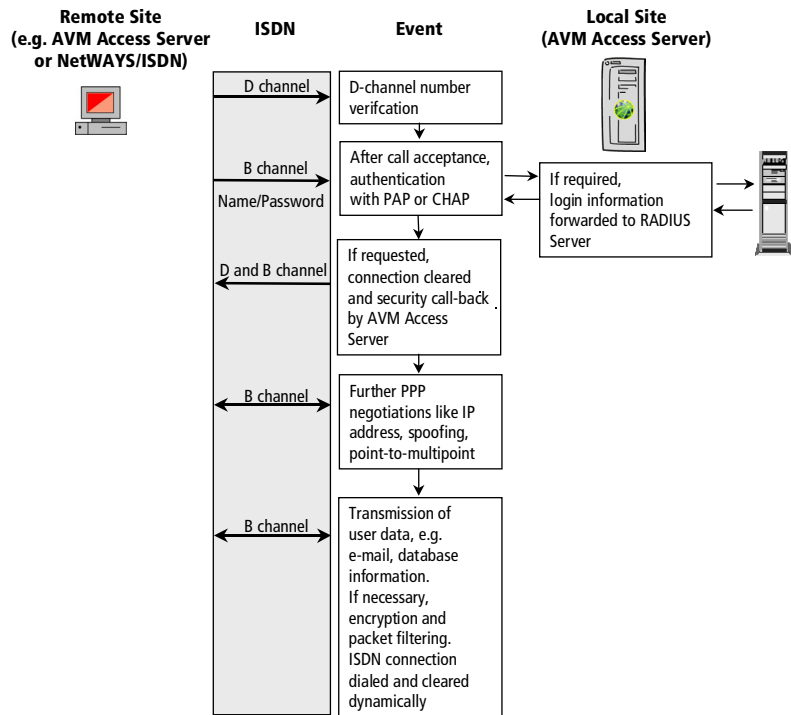 Remote Site
(e.g. AVM Access Server
or NetWAYS/ISDN)
ISDN
Event
Local Site
(AVM Access Server)
D channel
D-channel number
verifcation
B channel
Name/Password
After call acceptance,
authentication
with PAP or CHAP
If required,
login information
forwarded to RADIUS
Server
D and B channel
If requested,
connection cleared
and security call-back
by AVM Access
Server
B channel
Further PPP
negotiations like IP
address, spoofing,
point-to-multipoint
B channel
Transmission of
user data, e.g.
e-mail, database
information.
If necessary,
encryption and
packet filtering.
ISDN connection
dialed and cleared
dynamically